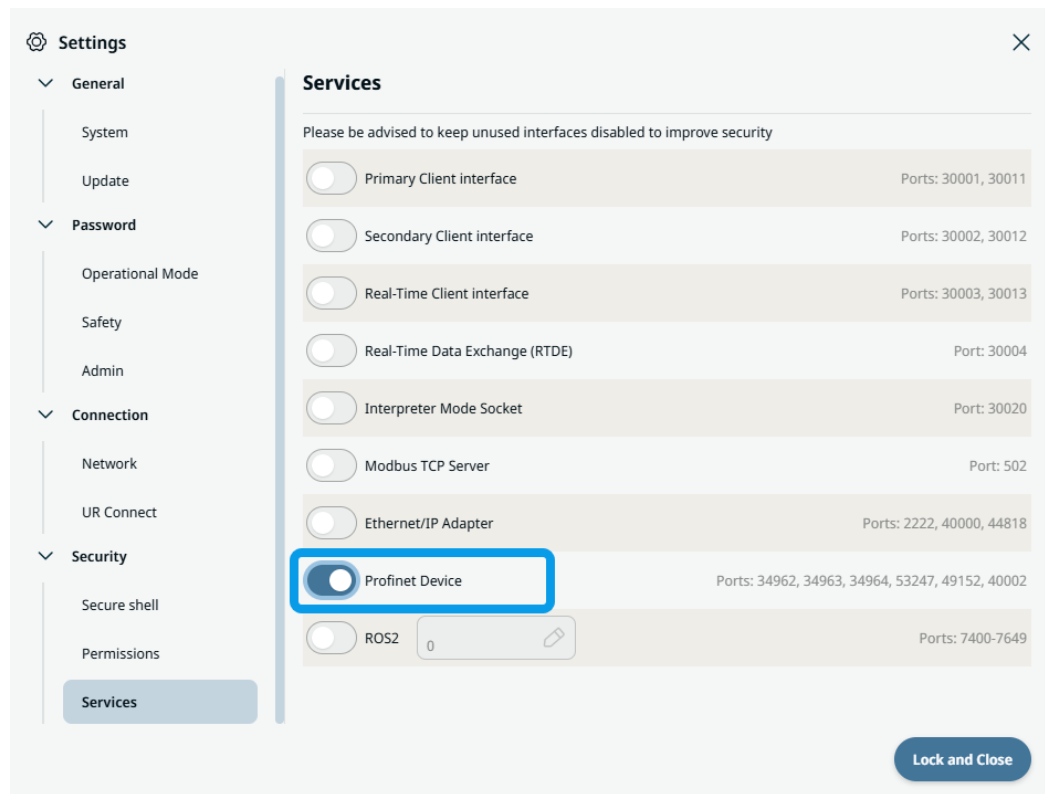 Settings
General
System
Update
Password
Operational Mode
Safety
Admin
Connection
Network
UR Connect
Security
Secure shell
Permissions
Services
Services
Please be advised to keep unused interfaces disabled to improve security
Primary Client interface Ports: 30001, 30011
Secondary Client interface Ports: 30002, 30012
Real-Time Client interface Ports: 30003, 30013
Real-Time Data Exchange (RTDE) Port: 30004
Interpreter Mode Socket Port: 30020
Modbus TCP Server Port: 502
Ethernet/IP Adapter Ports: 2222, 40000, 44818
Profinet Device Ports: 34962, 34963, 34964, 53247, 49152, 40002
ROS2 0 Ports: 7400-7649
Lock and Close